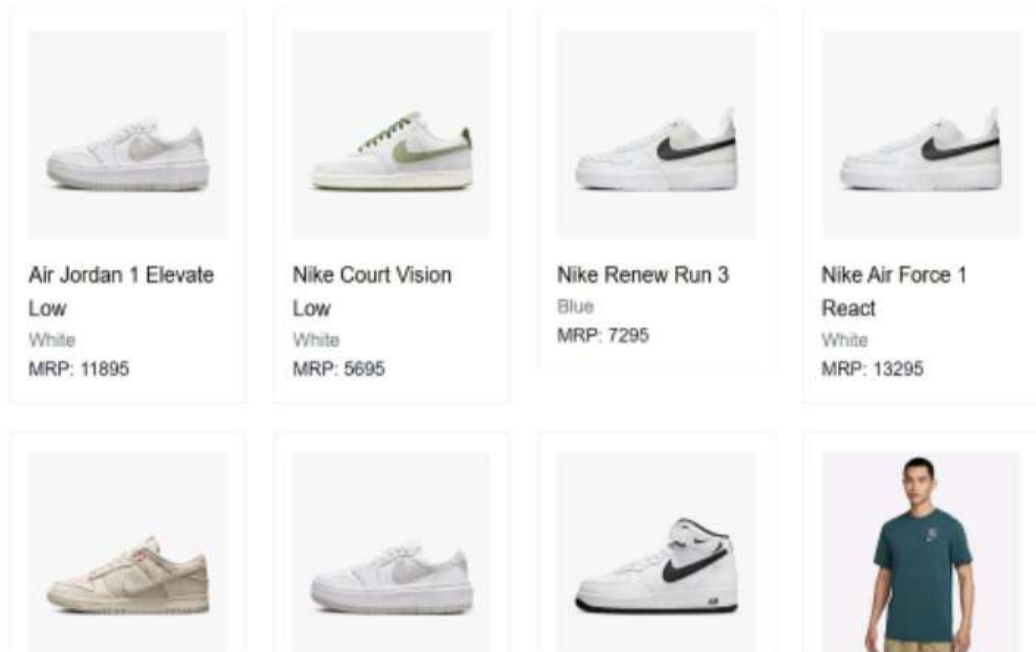 Air Jordan 1 Elevate
Low
White
MRP: 11895
Nike Court Vision
Low
White
MRP: 5695
Nike Renew Run 3
Blue
MRP: 7295
Nike Air Force 1
React
White
MRP: 13295